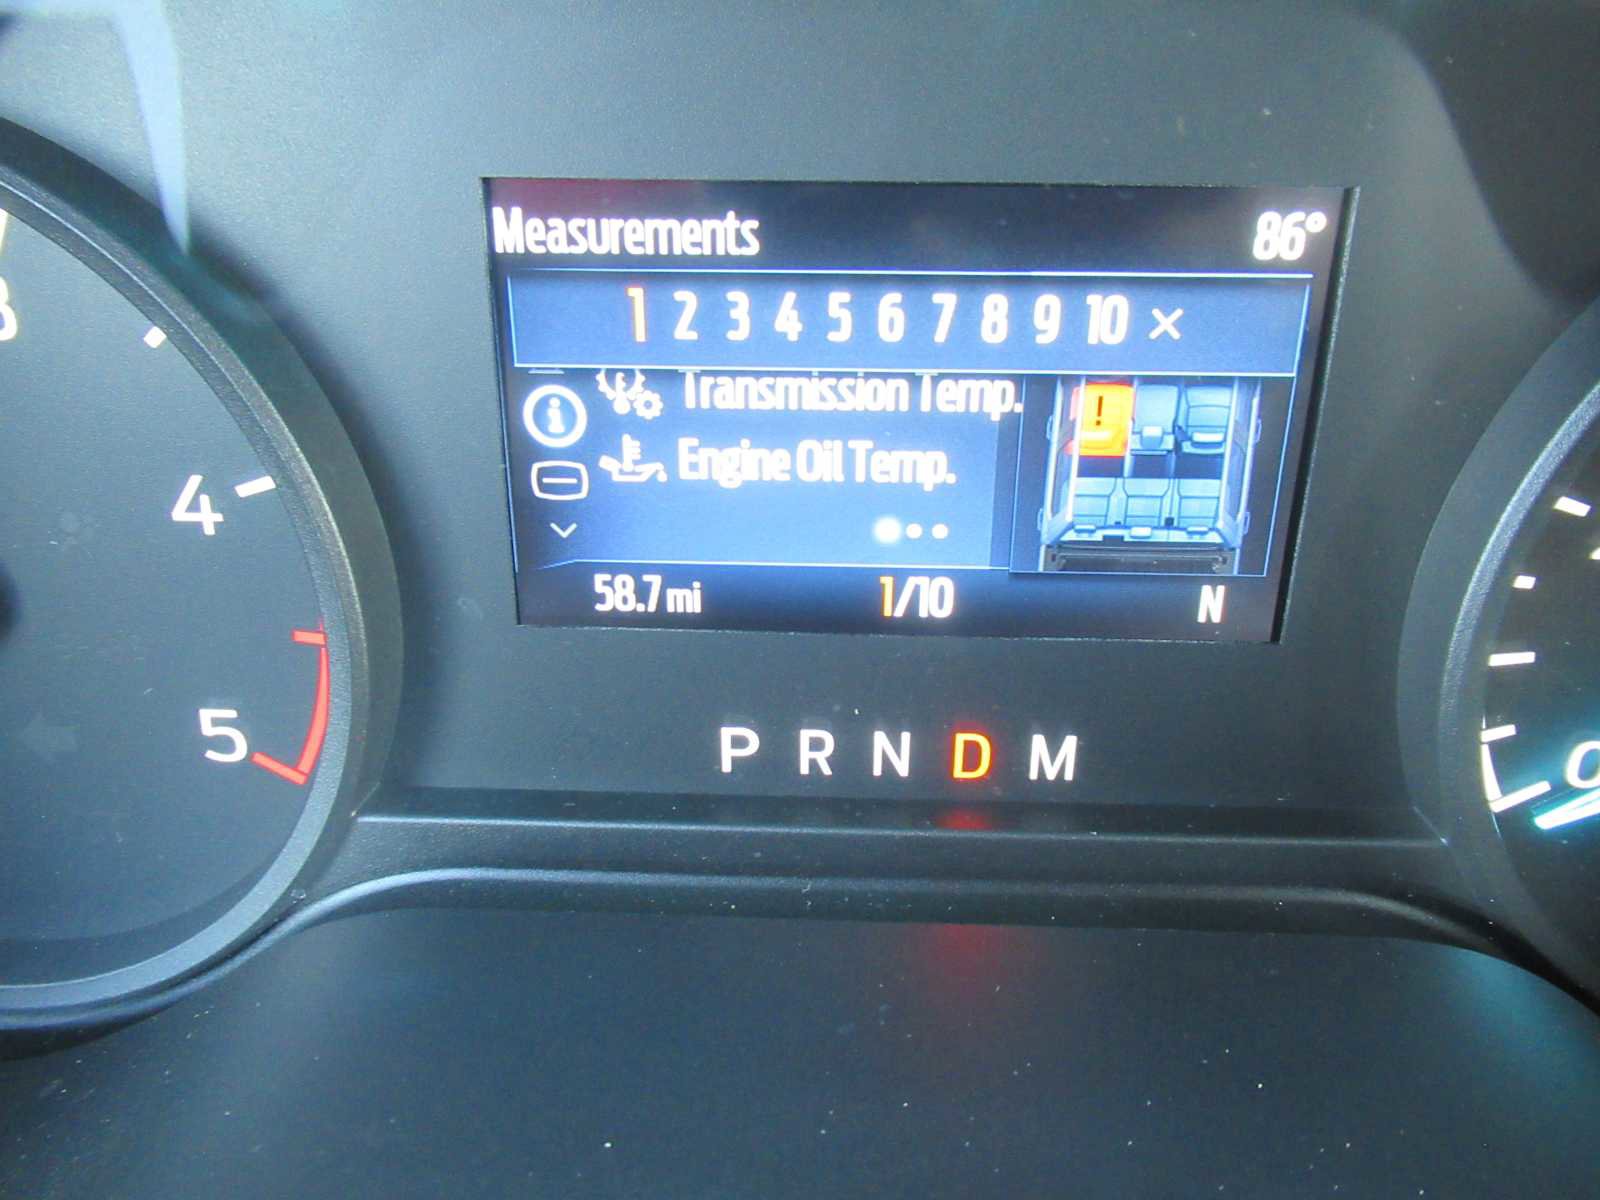 Measurements 86°
1 2 3 4 5 6 7 8 9 10 ×
Transmission Temp.
!
Engine Oil Temp.
58.7 mi 1/10 N
4
5
P R N D M
0